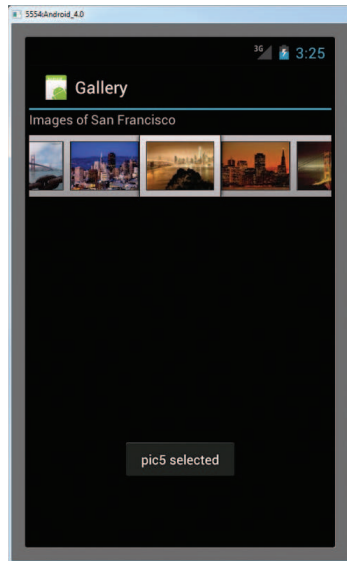 5554:Android_4.0
3G 3:25
Gallery
Images of San Francisco
pic5 selected